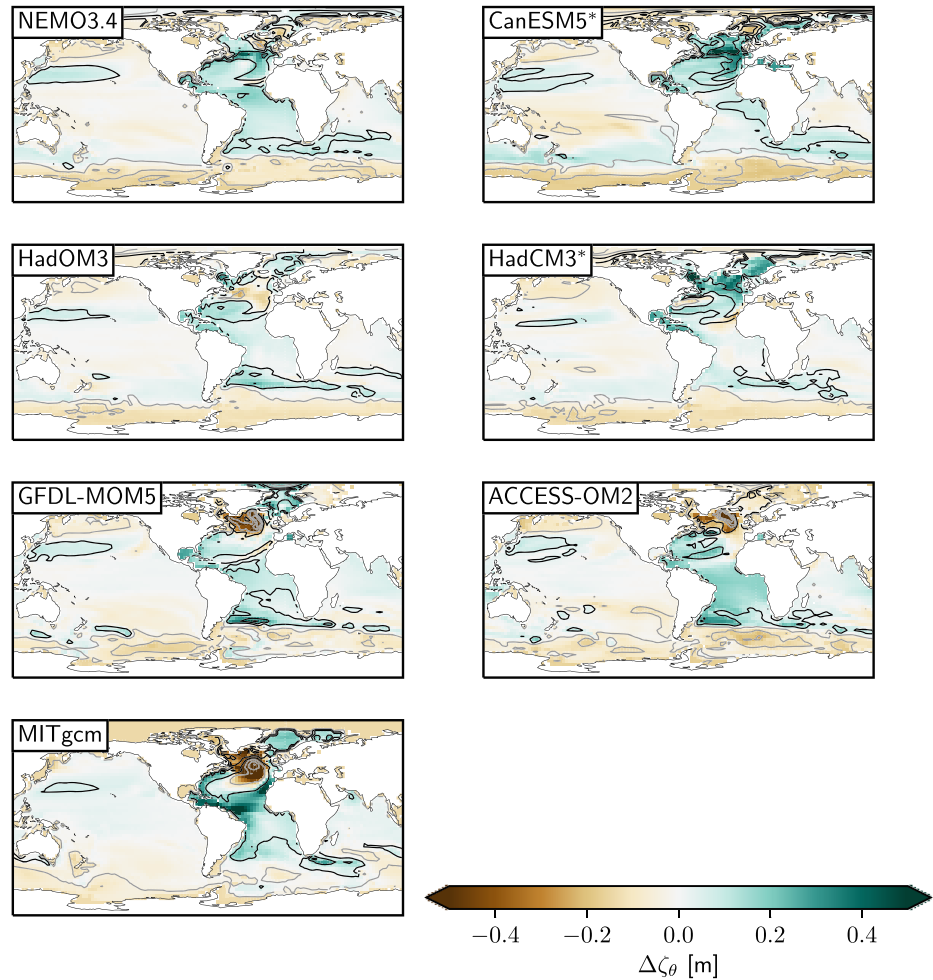 NEMO3.4
CanESM5*
HadOM3
HadCM3*
GFDL-MOM5
ACCESS-OM2
MITgcm
−0.4 −0.2 0.0 0.2 0.4
Δζθ [m]